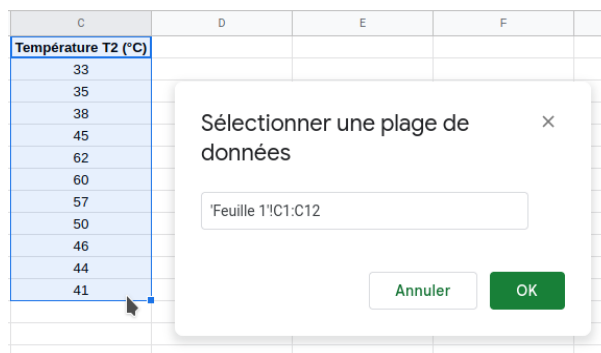 C D E F
Température T2 (°C)
33
35
38
45
62
60
57
50
46
44
41
Sélectionner une plage de
données
'Feuille 1'!C1:C12
Annuler OK